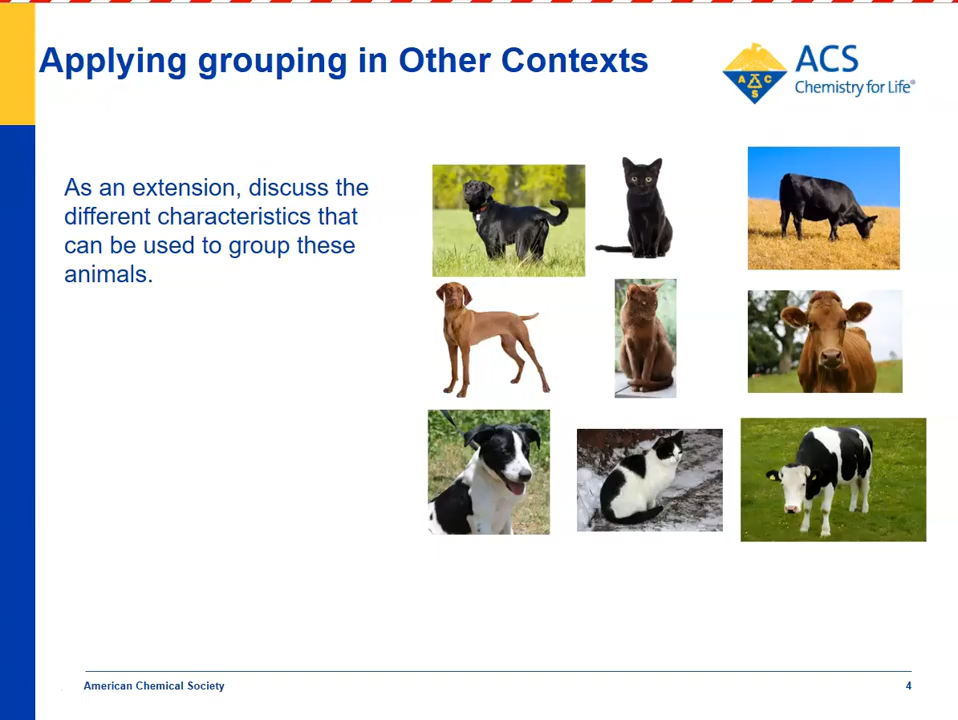 Applying grouping in Other Contexts
ACS
Chemistry for Life®
A C S
As an extension, discuss the
different characteristics that
can be used to group these
animals.
American Chemical Society
4